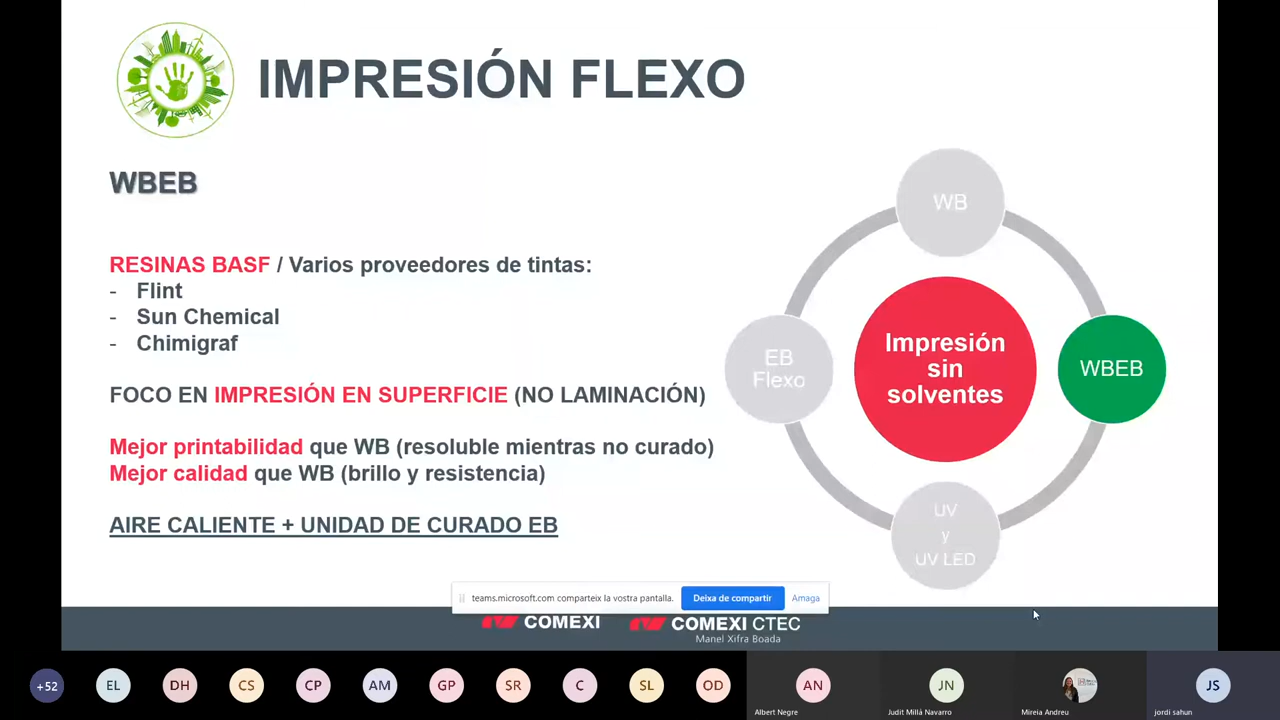 IMPRESIÓN FLEXO
WBEB
RESINAS BASF / Varios proveedores de tintas:
- Flint
- Sun Chemical
- Chimigraf
FOCO EN IMPRESIÓN EN SUPERFICIE (NO LAMINACIÓN)
Mejor printabilidad que WB (resoluble mientras no curado)
Mejor calidad que WB (brillo y resistencia)
AIRE CALIENTE + UNIDAD DE CURADO EB
WB
EB
Flexo
Impresión
sin
solventes
WBEB
UV
y
UV LED
teams.microsoft.com comparteix la vostra pantalla.
Deixa de compartir
Amaga
COMEXI
COMEXI CTEC
Manel Xifra Boada
+52
EL
DH
CS
CP
AM
GP
SR
C
SL
OD
AN
JN
JS
Albert Negre
Judit Millà Navarro
Mireia Andreu
jordi sahun